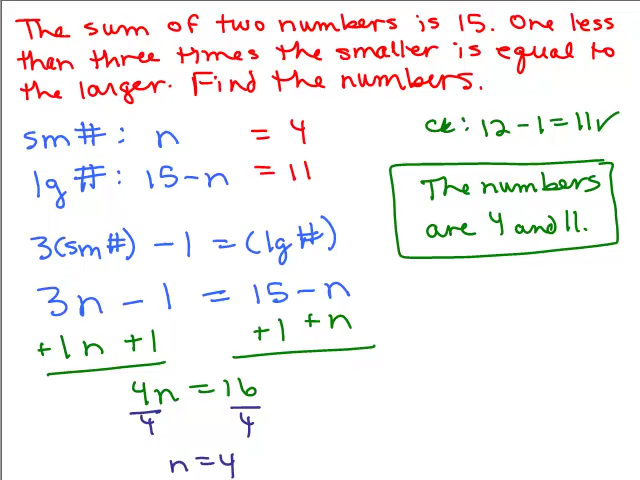 The sum of two numbers is 15. One less
than three times the smaller is equal to
the larger. Find the numbers.
sm #: n = 4
lg #: 15-n = 11
ck: 12-1=11✓
The numbers
are 4 and 11.
3(sm#) - 1 = (lg#)
3n - 1 = 15-n
+1n +1 +1 +n
4n = 16
4 4
n = 4